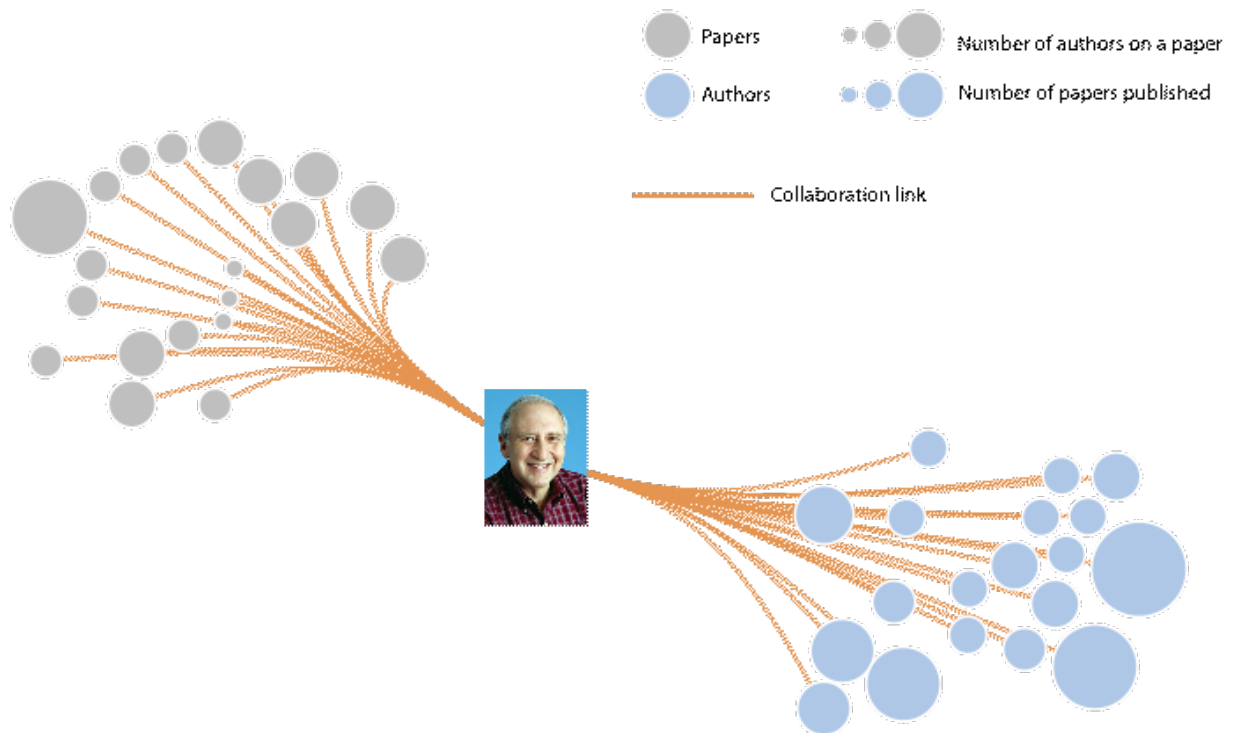 Papers
Number of authors on a paper
Authors
Number of papers published
Collaboration link